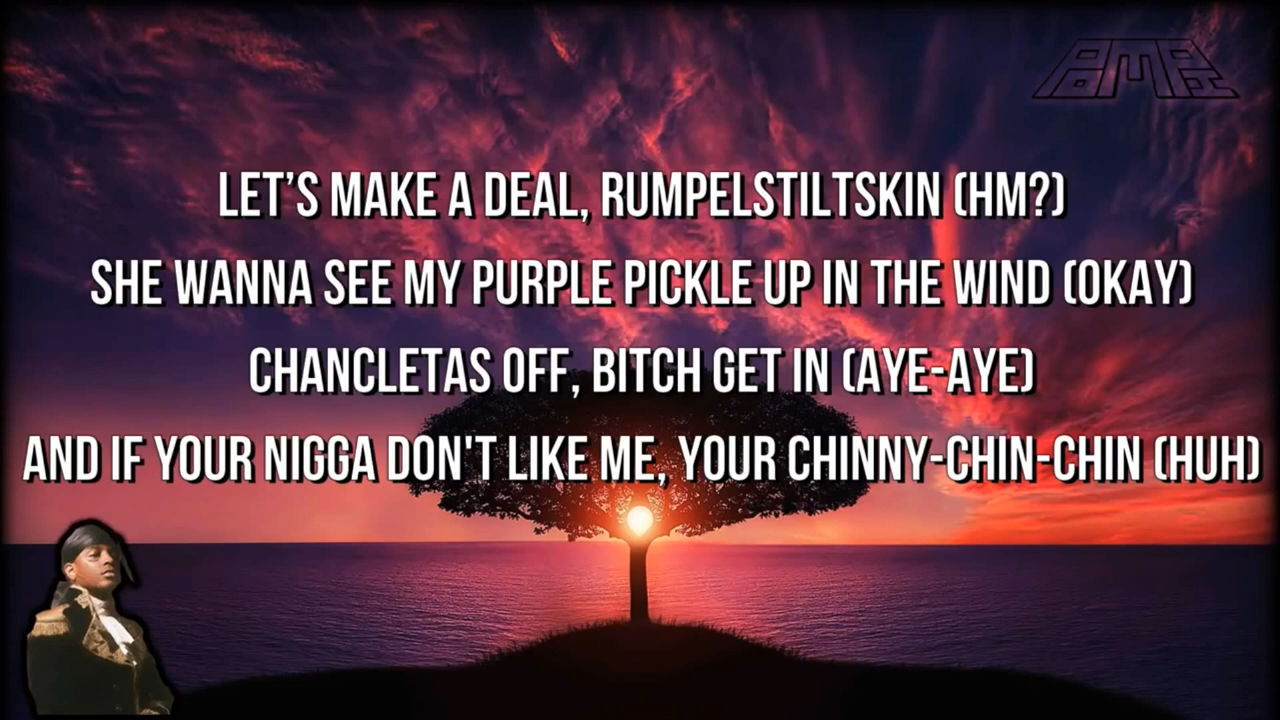 POMPI
LET'S MAKE A DEAL, RUMPELSTILTSKIN (HM?)
SHE WANNA SEE MY PURPLE PICKLE UP IN THE WIND (OKAY)
CHANCLETAS OFF, BITCH GET IN (AYE-AYE)
AND IF YOUR NIGGA DON'T LIKE ME, YOUR CHINNY-CHIN-CHIN (HUH)